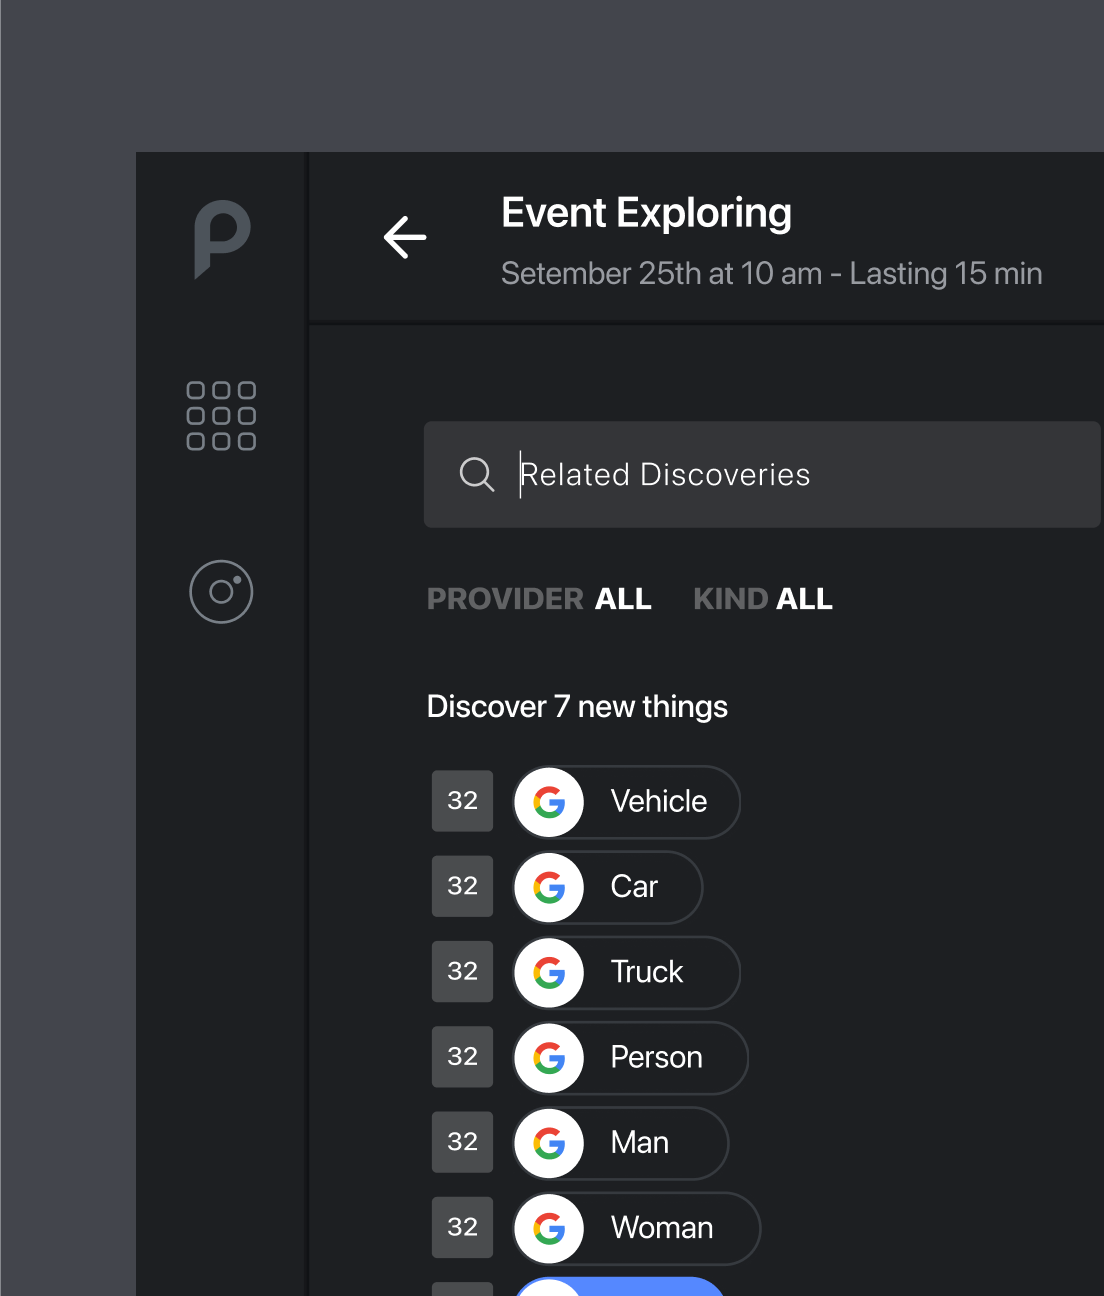 Event Exploring
Setember 25th at 10 am - Lasting 15 min
Related Discoveries
PROVIDER ALL KIND ALL
Discover 7 new things
32 Vehicle
32 Car
32 Truck
32 Person
32 Man
32 Woman